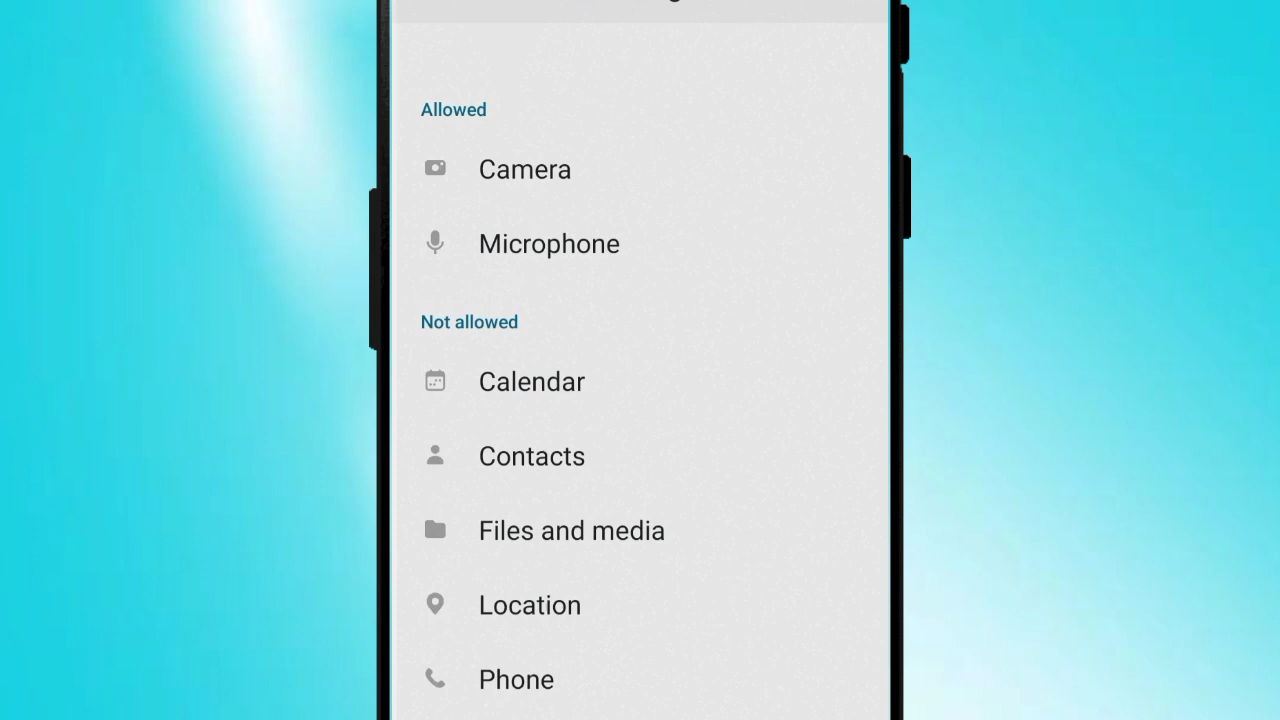 Allowed
Camera
Microphone
Not allowed
Calendar
Contacts
Files and media
Location
Phone